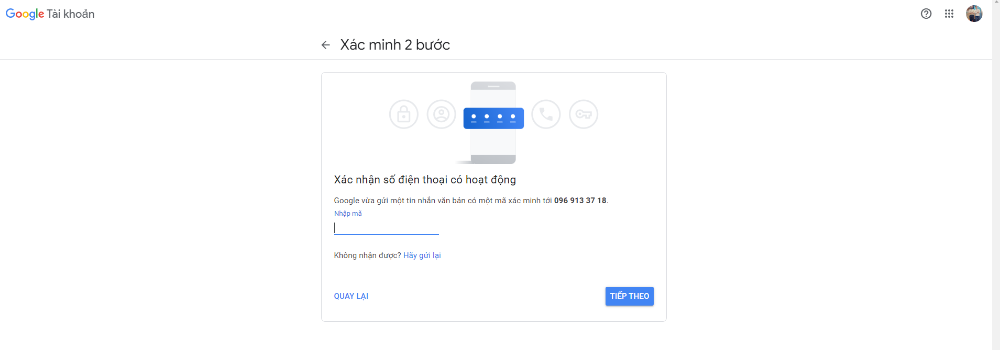 Google Tài khoản
Xác minh 2 bước
Xác nhận số điện thoại có hoạt động
Google vừa gửi một tin nhắn văn bản có một mã xác minh tới 096 913 37 18.
Nhập mã
Không nhận được? Hãy gửi lại
QUAY LẠI
TIẾP THEO